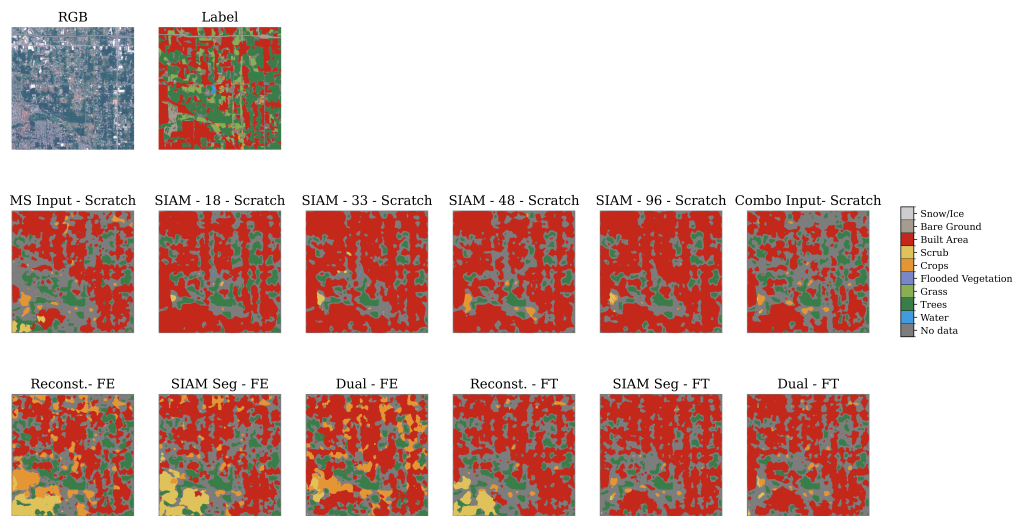 RGB
Label
MS Input - Scratch
SIAM - 18 - Scratch
SIAM - 33 - Scratch
SIAM - 48 - Scratch
SIAM - 96 - Scratch
Combo Input- Scratch
Snow/Ice
Bare Ground
Built Area
Scrub
Crops
Flooded Vegetation
Grass
Trees
Water
No data
Reconst.- FE
SIAM Seg - FE
Dual - FE
Reconst. - FT
SIAM Seg - FT
Dual - FT